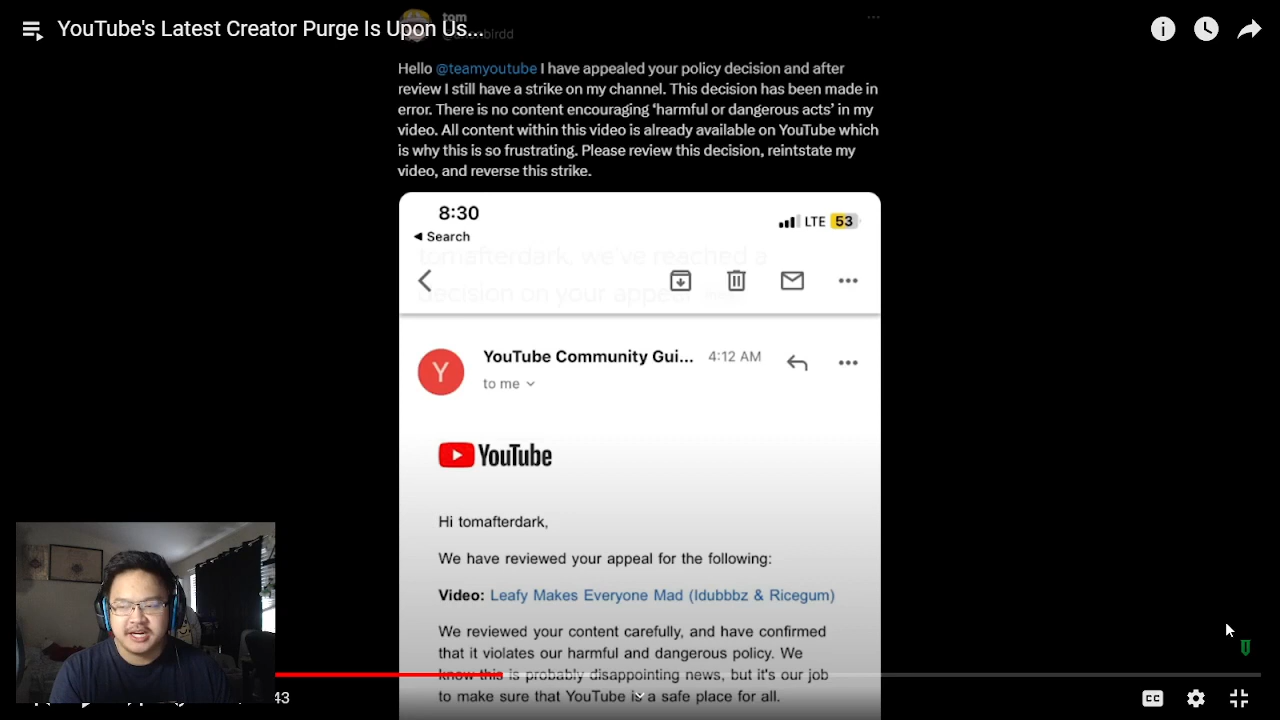 YouTube's Latest Creator Purge Is Upon Us...
tom
Hello @teamyoutube I have appealed your policy decision and after
review I still have a strike on my channel. This decision has been made in
error. There is no content encouraging ‘harmful or dangerous acts’ in my
video. All content within this video is already available on YouTube which
is why this is so frustrating. Please review this decision, reintstate my
video, and reverse this strike.
8:30
LTE 53
◀ Search
tomafterdark, we've reached a
decision on your appeal
YouTube Community Gui... 4:12 AM
Y
to me
YouTube
Hi tomafterdark,
We have reviewed your appeal for the following:
Video: Leafy Makes Everyone Mad (Idubbbz & Ricegum)
We reviewed your content carefully, and have confirmed
that it violates our harmful and dangerous policy. We
know this is probably disappointing news, but it's our job
to make sure that YouTube is a safe place for all.
43
CC